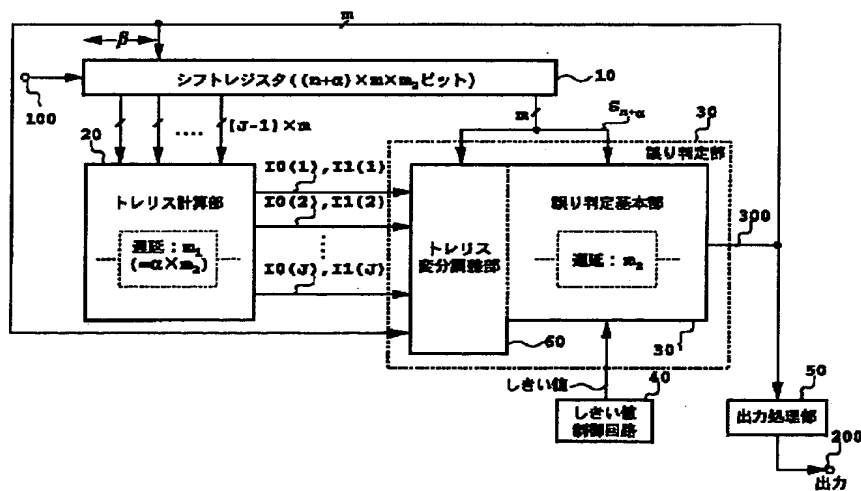 m
β
シフトレジスタ((n+α)×m×m₂ビット)
10
100
[J-1]×m
m
S_{n+α}
30
誤り判定部
20
トレリス計算部
遅延:m₁
(=α×m₂)
I0(1),I1(1)
I0(2),I1(2)
I0(J),I1(J)
トレリス
変分調整部
誤り判定基本部
遅延:m₂
300
60
30
しきい値
40
しきい値
制御回路
50
出力処理部
200
出力